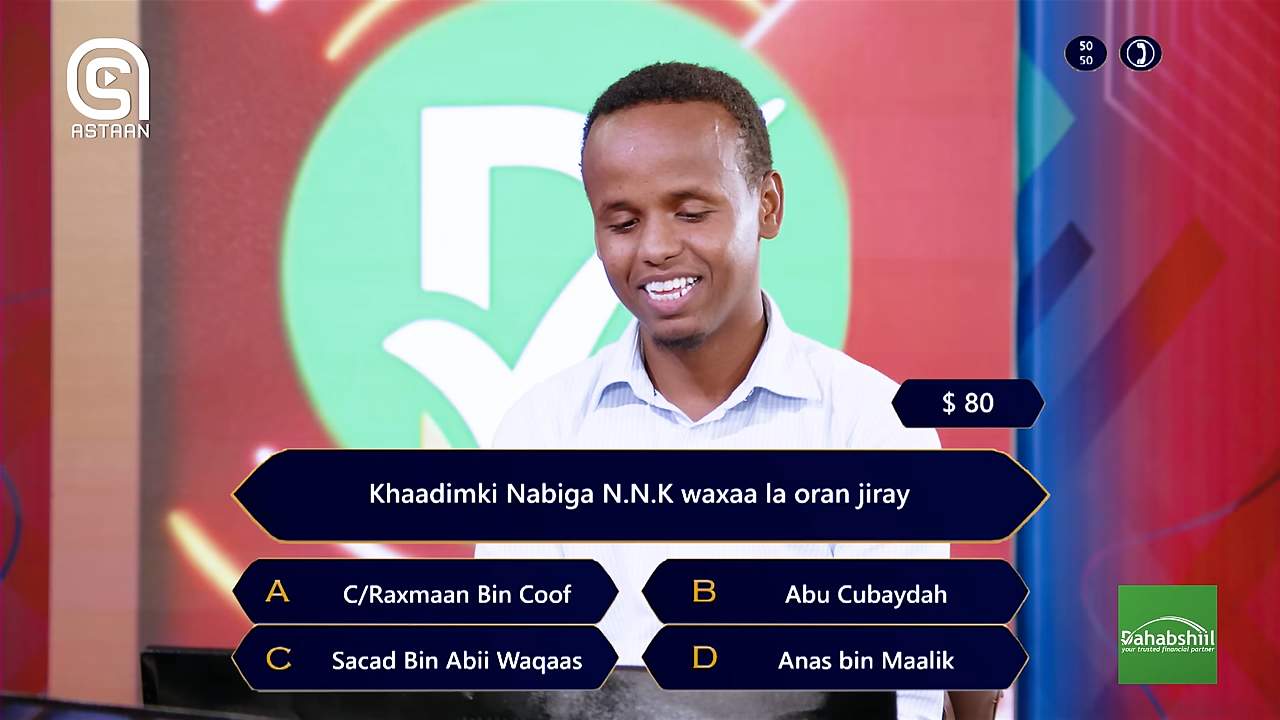 ASTAAN
50
50
$ 80
Khaadimki Nabiga N.N.K waxaa la oran jiray
A C/Raxmaan Bin Coof
B Abu Cubaydah
C Sacad Bin Abii Waqaas
D Anas bin Maalik
Dahabshiil
your trusted financial partner